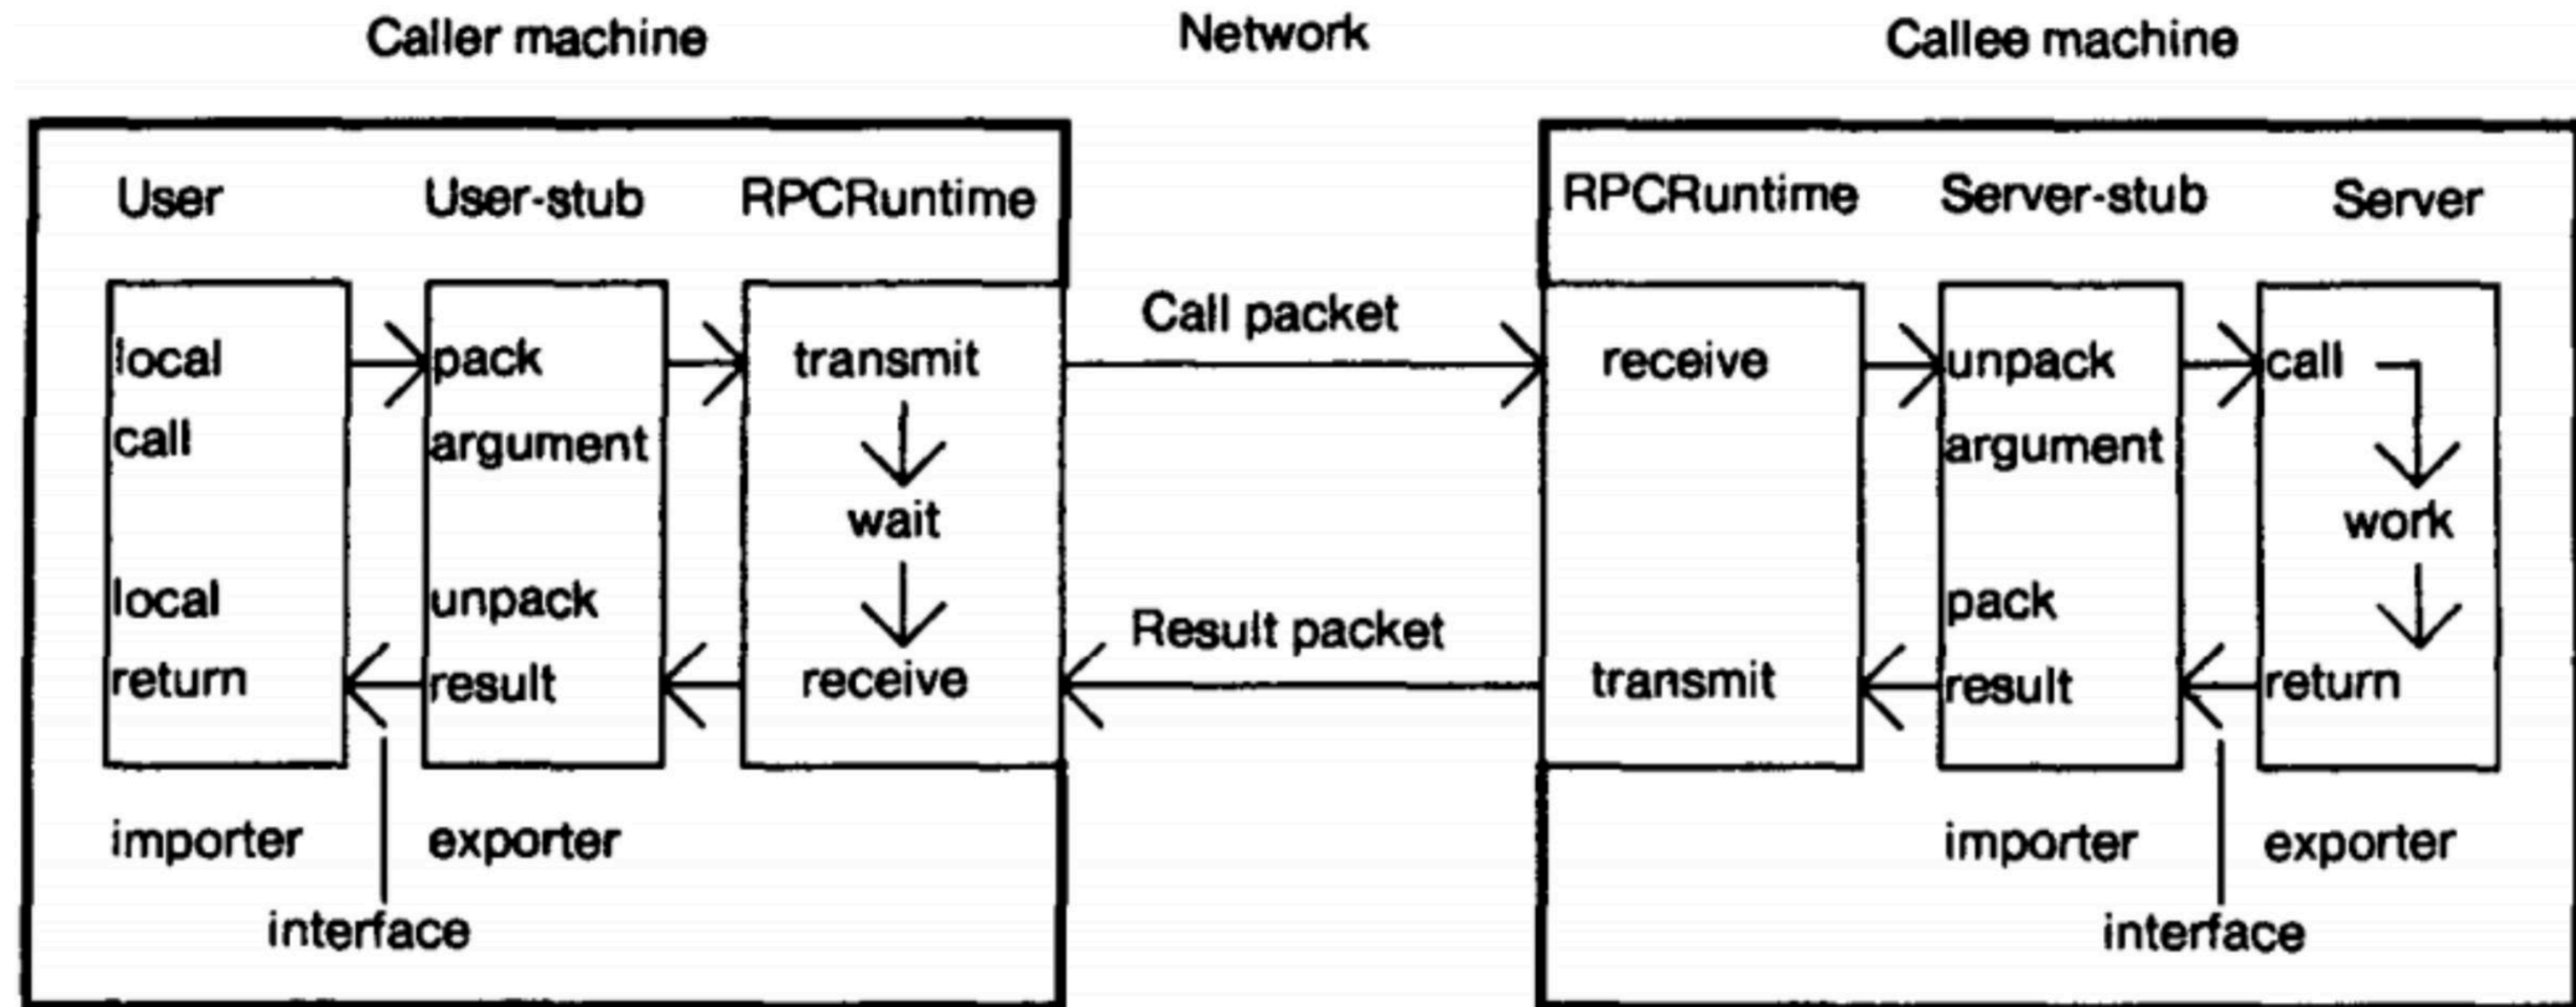 Caller machine
Network
Callee machine
User
User-stub
RPCRuntime
RPCRuntime
Server-stub
Server
local
call
pack
argument
transmit
wait
Call packet
receive
unpack
argument
call
work
local
return
unpack
result
receive
Result packet
transmit
pack
result
return
importer
exporter
interface
importer
exporter
interface